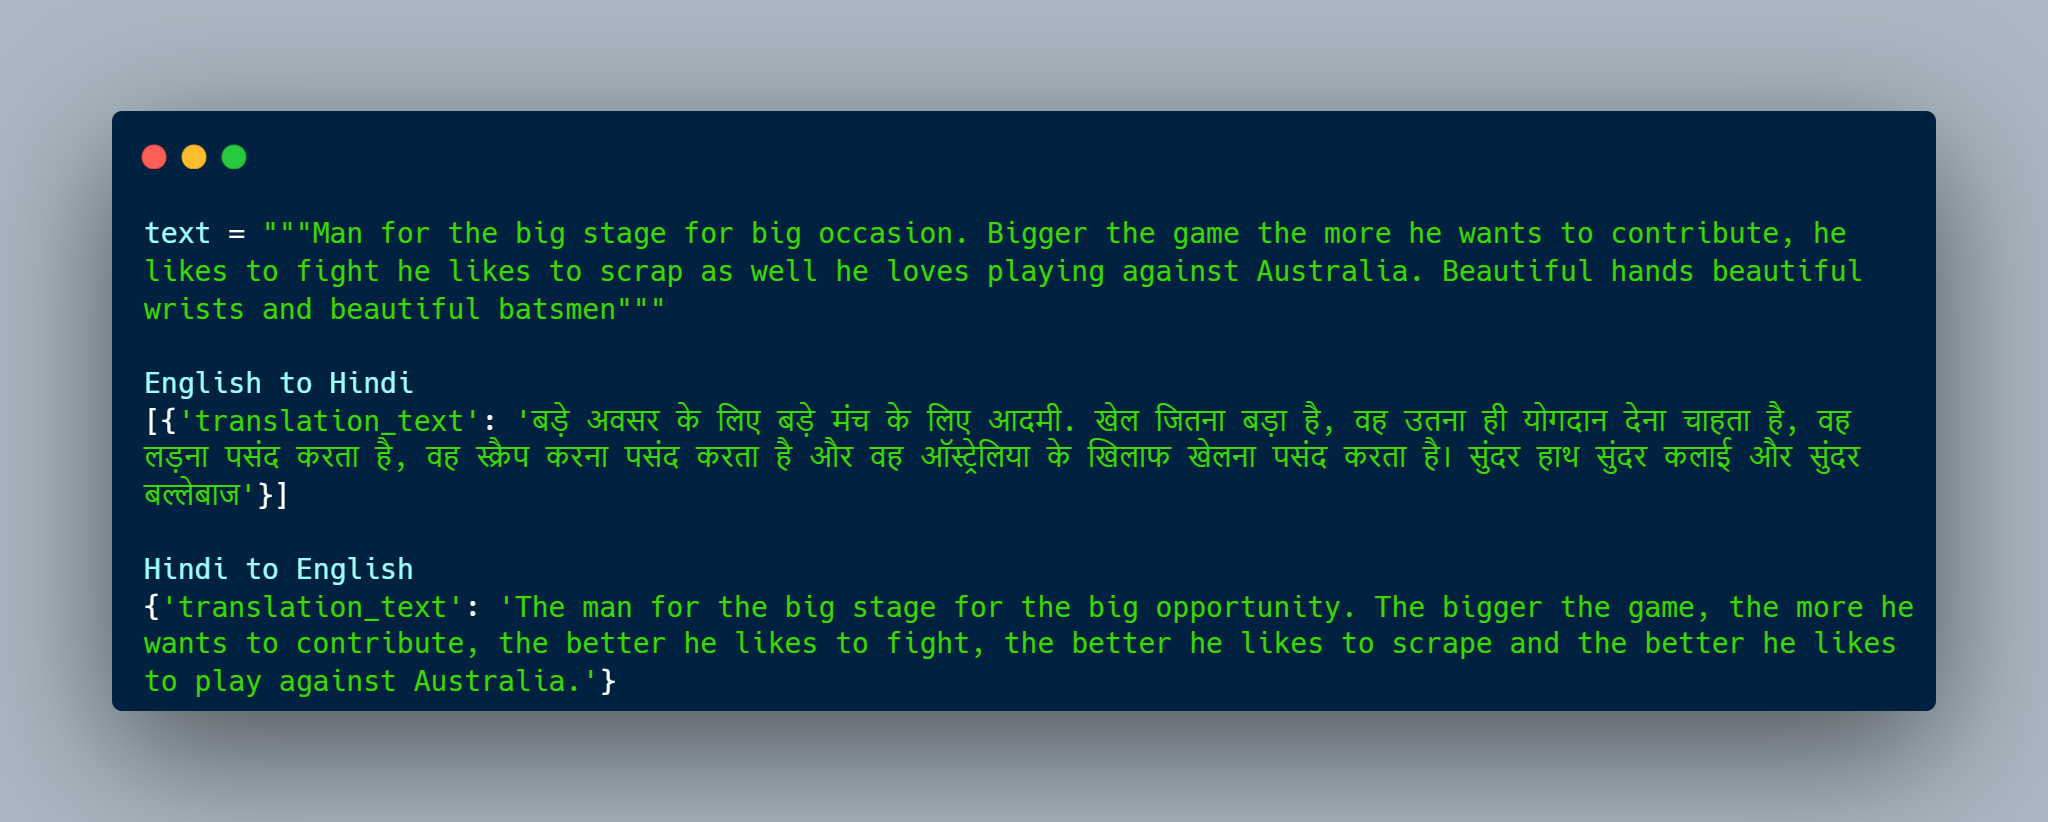 text = """Man for the big stage for big occasion. Bigger the game the more he wants to contribute, he
likes to fight he likes to scrap as well he loves playing against Australia. Beautiful hands beautiful
wrists and beautiful batsmen"""
English to Hindi
[{'translation_text': 'बड़े अवसर के लिए बड़े मंच के लिए आदमी. खेल जितना बड़ा है, वह उतना ही योगदान देना चाहता है, वह
लड़ना पसंद करता है, वह स्क्रैप करना पसंद करता है और वह ऑस्ट्रेलिया के खिलाफ खेलना पसंद करता है। सुंदर हाथ सुंदर कलाई और सुंदर
बल्लेबाज'}]
Hindi to English
{'translation_text': 'The man for the big stage for the big opportunity. The bigger the game, the more he
wants to contribute, the better he likes to fight, the better he likes to scrape and the better he likes
to play against Australia.'}